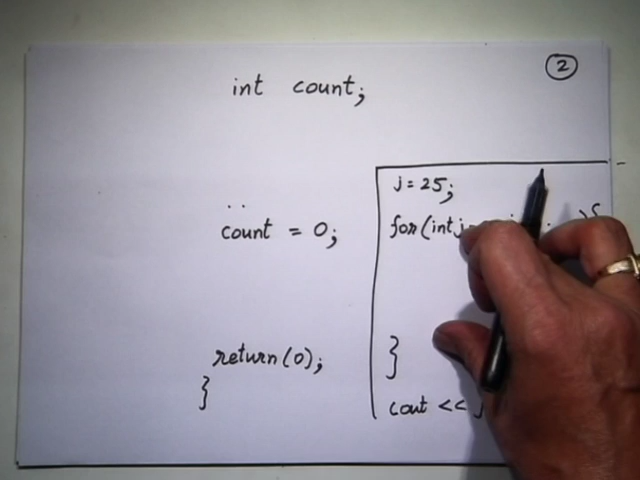 2
int count;
j = 25;
count = 0;
for(int j
return(0);
}
}
cout <<